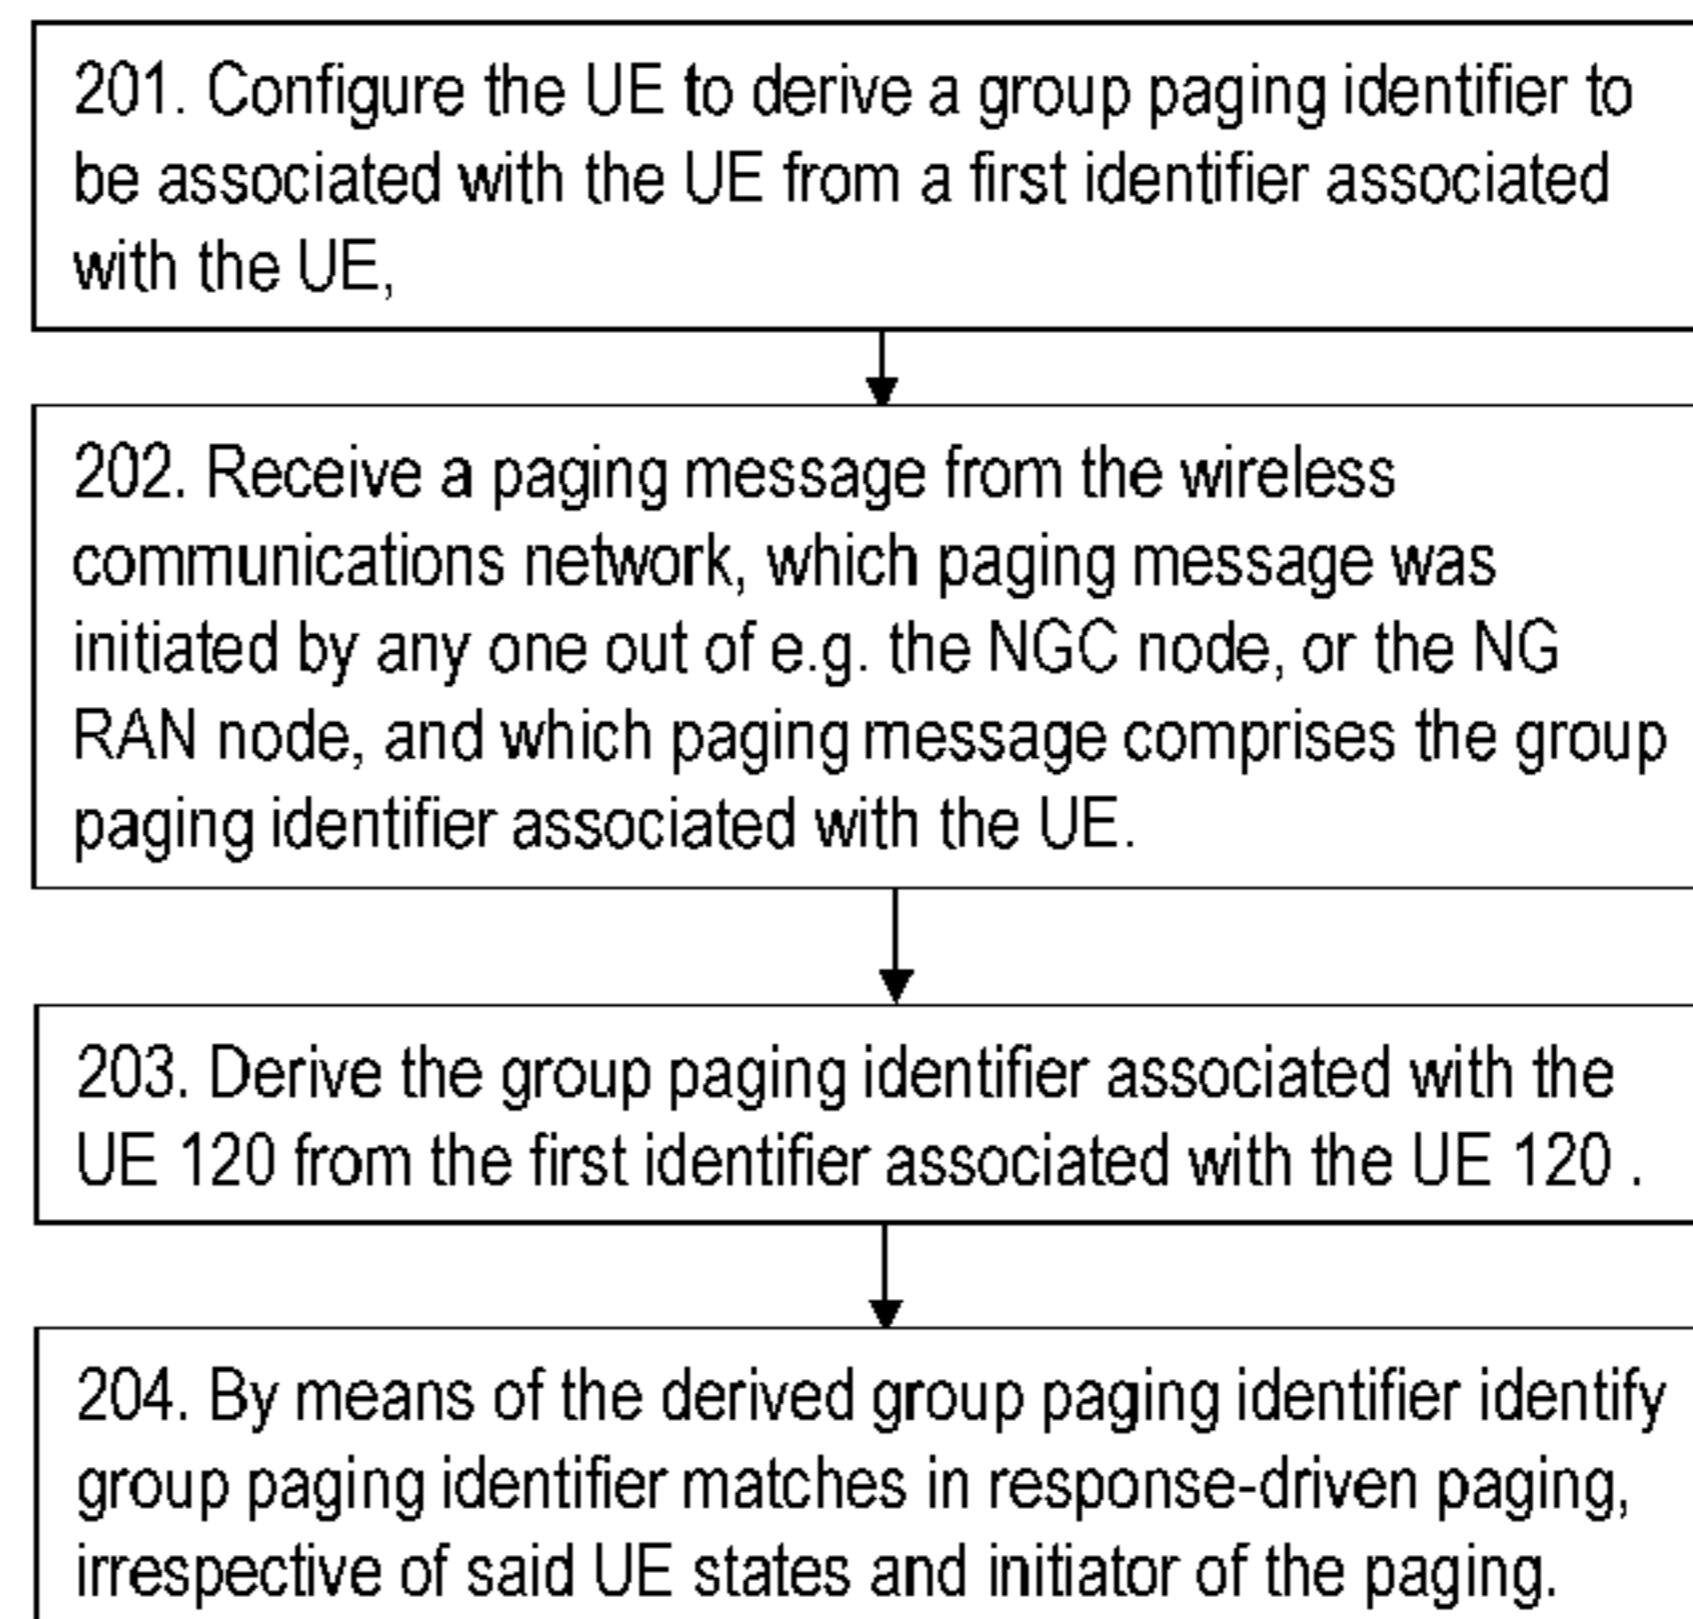 201. Configure the UE to derive a group paging identifier to
be associated with the UE from a first identifier associated
with the UE,
202. Receive a paging message from the wireless
communications network, which paging message was
initiated by any one out of e.g. the NGC node, or the NG
RAN node, and which paging message comprises the group
paging identifier associated with the UE.
203. Derive the group paging identifier associated with the
UE 120 from the first identifier associated with the UE 120 .
204. By means of the derived group paging identifier identify
group paging identifier matches in response-driven paging,
irrespective of said UE states and initiator of the paging.